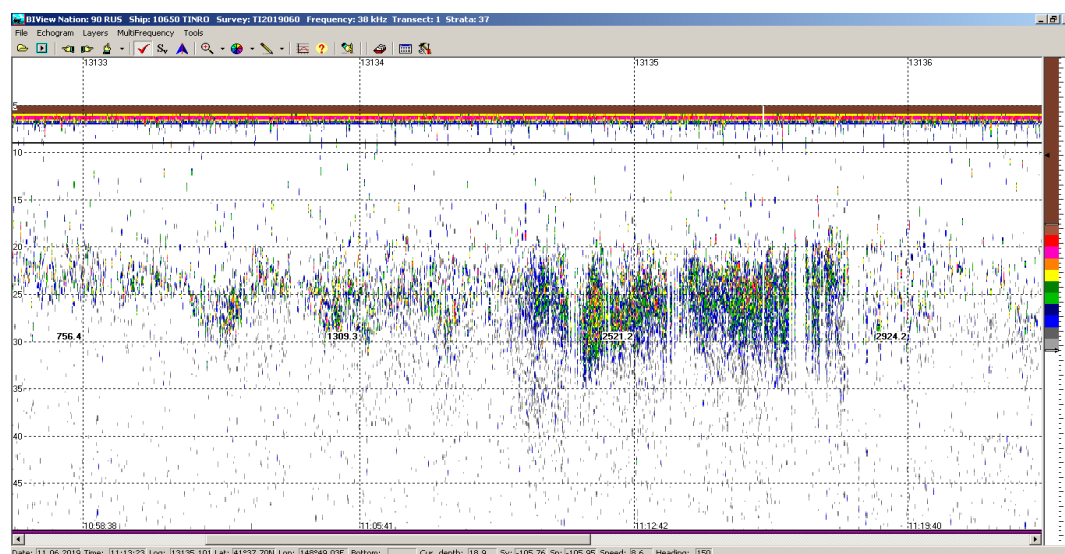 BIView Nation: 90 RUS Ship: 10650 TINRO Survey: TI2019060 Frequency: 38 kHz Transect: 1 Strata: 37
File Echogram Layers MultiFrequency Tools
Sv
13133 13134 13135 13136
5
10
15
20
25
756.4 1309.3 2521.2 2924.2
30
35
40
45
10:58:38 11:05:41 11:12:42 11:19:40
Date: 11.06.2019 Time: 11:13:23 Log: 13135.101 Lat: 41°37.70N Lon: 148°49.03E Bottom: Cur. depth: 18.9 Sv: -105.76 Sp: -105.95 Speed: 8.6 Heading: 150